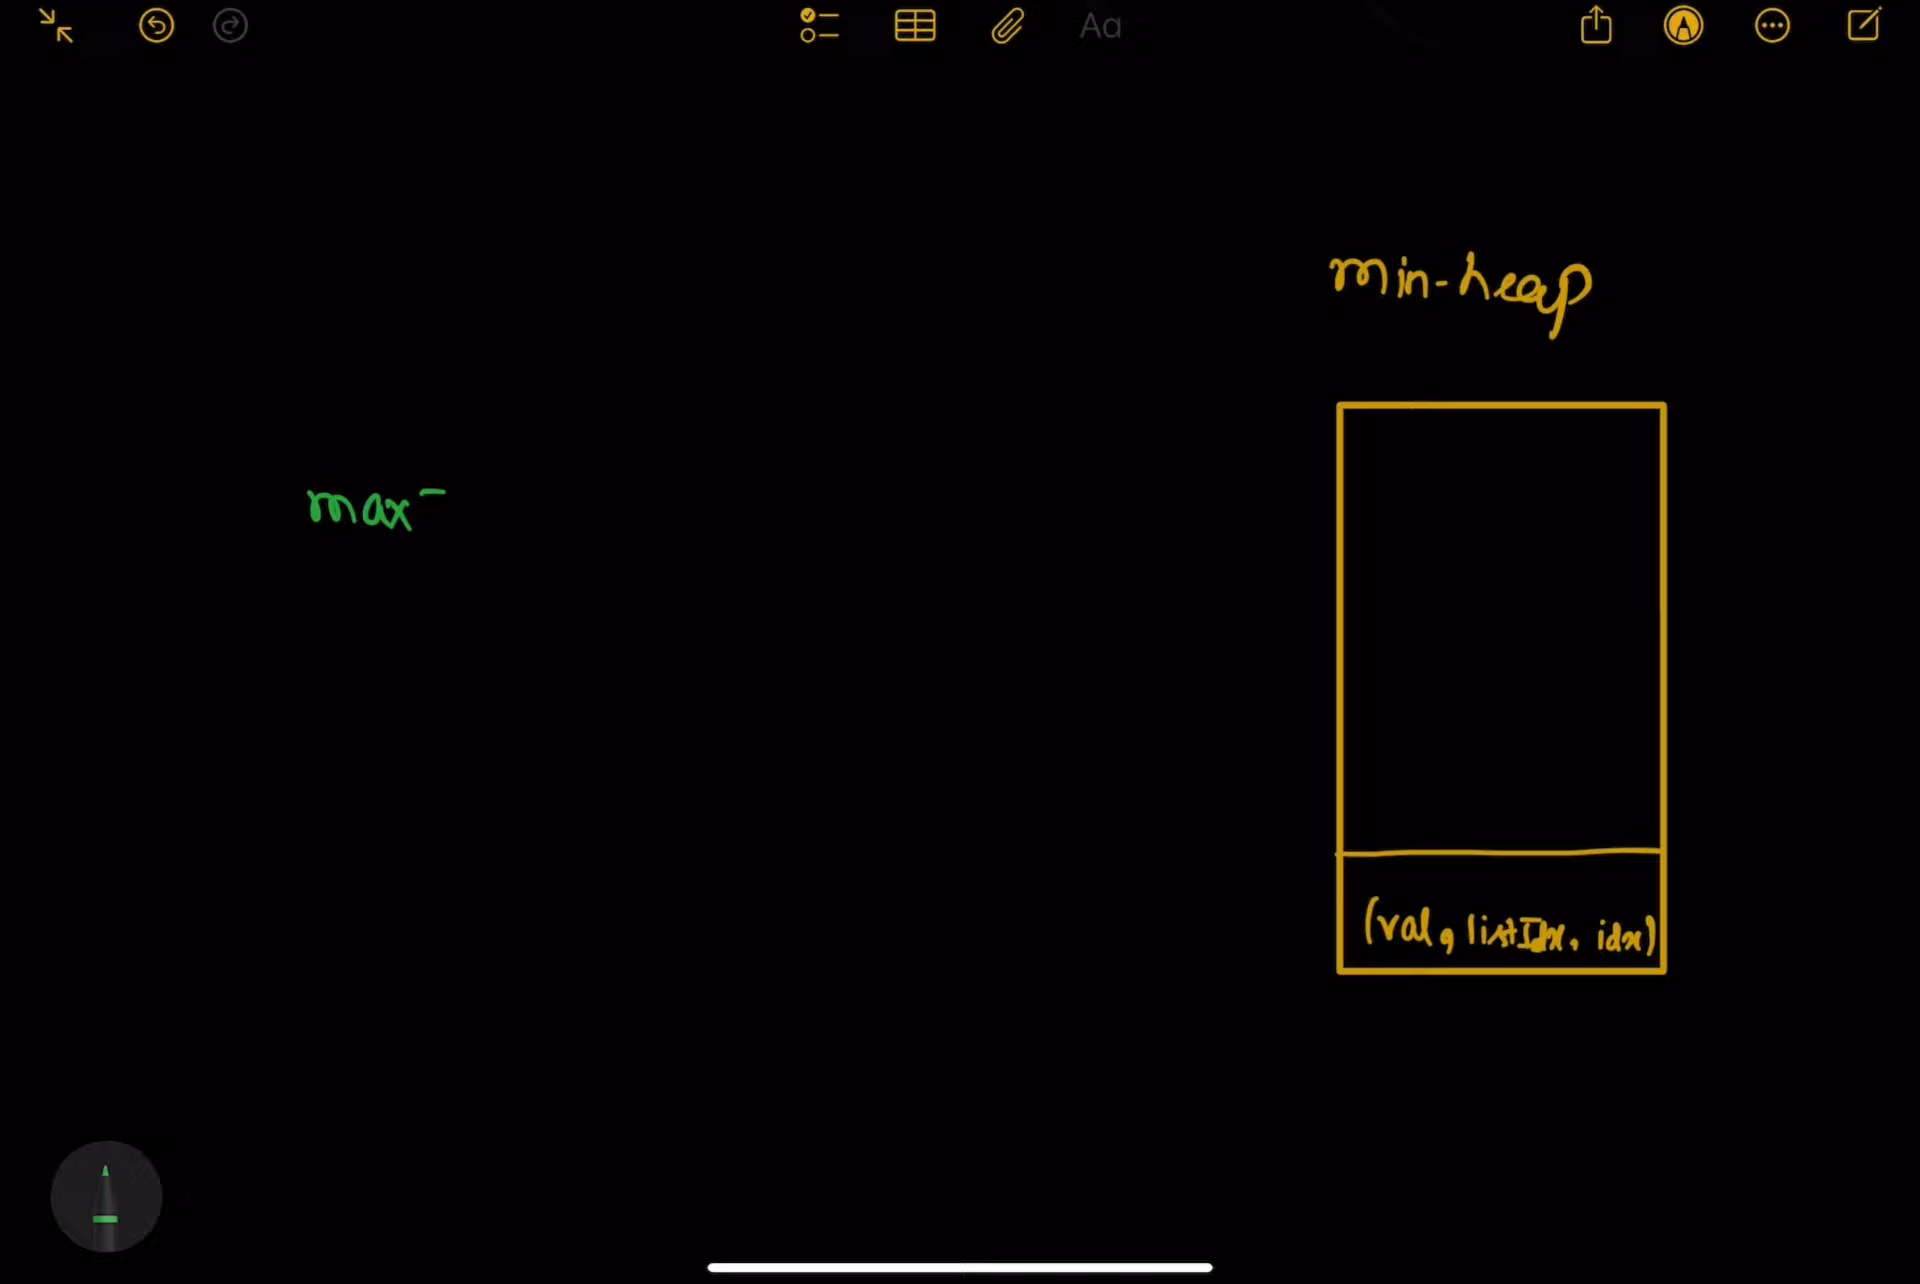 Aa
min-heap
max-
(val, listIdx, idx)